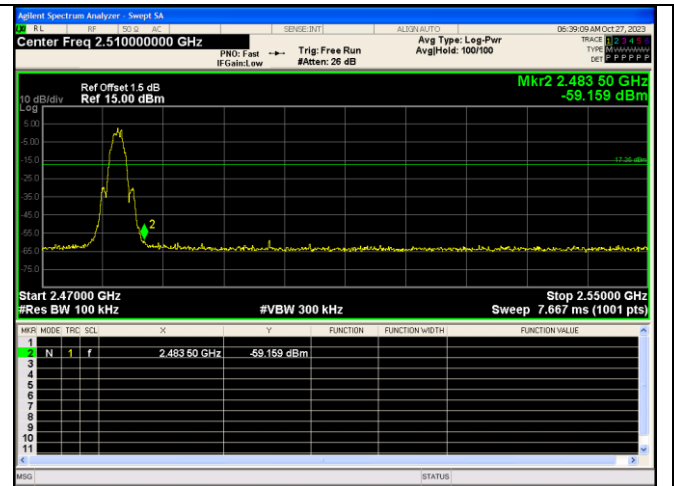 Agilent Spectrum Analyzer - Swept SA
RL RF 50 Ω AC SENSE:INT ALIGN AUTO 06:39:09 AM Oct 27, 2023
Center Freq 2.510000000 GHz
PNO: Fast
IFGain:Low
Trig: Free Run
#Atten: 26 dB
Avg Type: Log-Pwr
Avg|Hold: 100/100
TRACE 1 2 3 4 5 6
TYPE M
DET P P P P P P
Ref Offset 1.5 dB
10 dB/div Ref 15.00 dBm
Log
Mkr2 2.483 50 GHz
-59.159 dBm
5.00
-5.00
-15.0
-17.36 dBm
-25.0
-35.0
-45.0
-55.0
2
-65.0
-75.0
Start 2.47000 GHz Stop 2.55000 GHz
#Res BW 100 kHz #VBW 300 kHz Sweep 7.667 ms (1001 pts)
MKR MODE TRC SCL X Y FUNCTION FUNCTION WIDTH FUNCTION VALUE
1
2 N 1 f 2.483 50 GHz -59.159 dBm
3
4
5
6
7
8
9
10
11
MSG STATUS